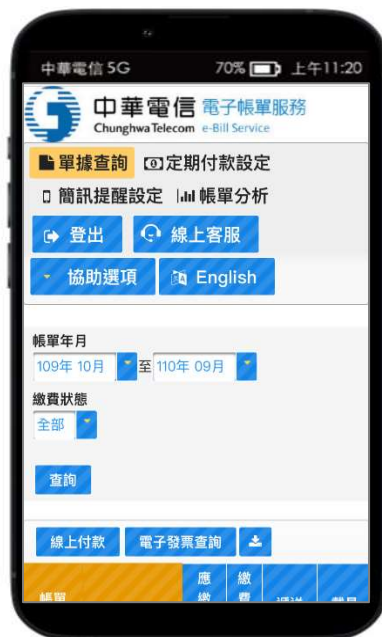 中華電信 5G 70% 上午11:20
中華電信 電子帳單服務
Chunghwa Telecom e-Bill Service
單據查詢 定期付款設定
簡訊提醒設定 帳單分析
登出 線上客服
協助選項 English
帳單年月
109年 10月 至 110年 09月
繳費狀態
全部
查詢
線上付款 電子發票查詢
應 繳
帳單 繳 費